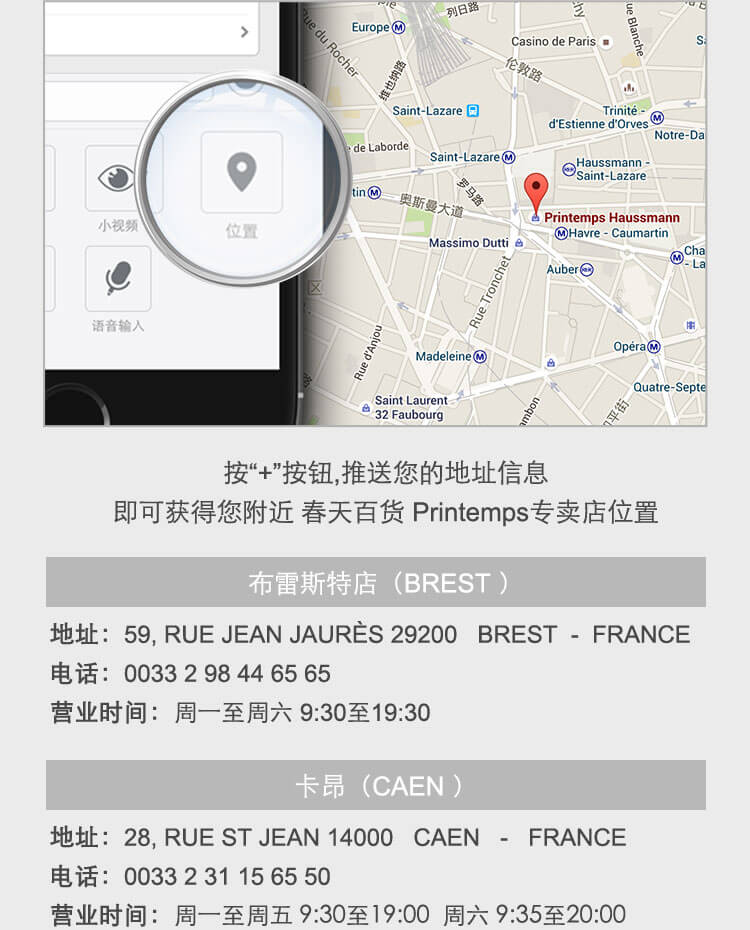 列日路
Europe M
Casino de Paris
Rue Blanche
du Rocher
维也纳路
伦敦路
Saint-Lazare
Trinité -
d'Estienne d'Orves M
Notre-Da
e de Laborde
Saint-Lazare M
Haussmann -
Saint-Lazare
tin M
罗马路
奥斯曼大道
Printemps Haussmann
M Havre - Caumartin
Massimo Dutti
M Cha
- La
Auber
Rue Tronchet
区
Rue d'Anjou
Madeleine M
Opéra M
Quatre-Septe
Saint Laurent
32 Faubourg
ambon
和平街
小视频
位置
语音输入
按“+”按钮,推送您的地址信息
即可获得您附近 春天百货 Printemps专卖店位置
布雷斯特店（BREST ）
地址： 59, RUE JEAN JAURÈS 29200 BREST - FRANCE
电话： 0033 2 98 44 65 65
营业时间： 周一至周六 9:30至19:30
卡昂（CAEN ）
地址： 28, RUE ST JEAN 14000 CAEN - FRANCE
电话： 0033 2 31 15 65 50
营业时间： 周一至周五 9:30至19:00 周六 9:35至20:00